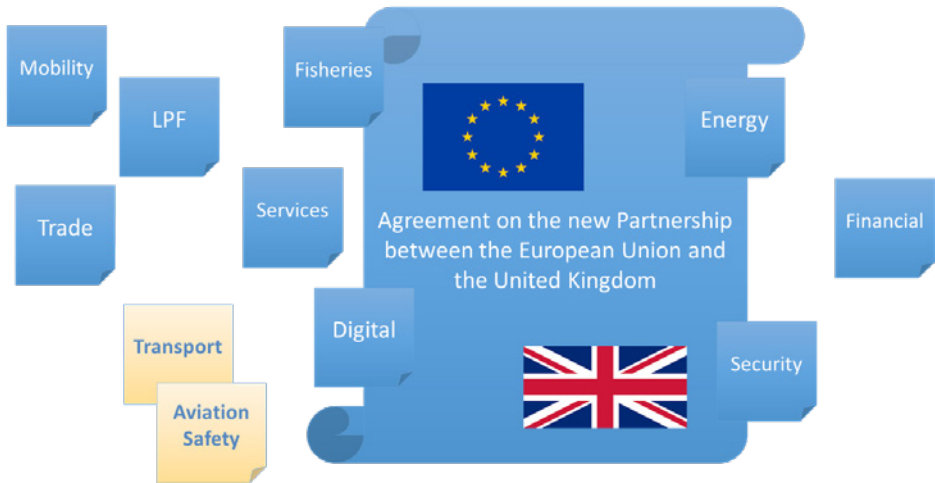 Mobility
LPF
Fisheries
Energy
Trade
Services
Financial
Agreement on the new Partnership
between the European Union and
the United Kingdom
Transport
Digital
Security
Aviation
Safety